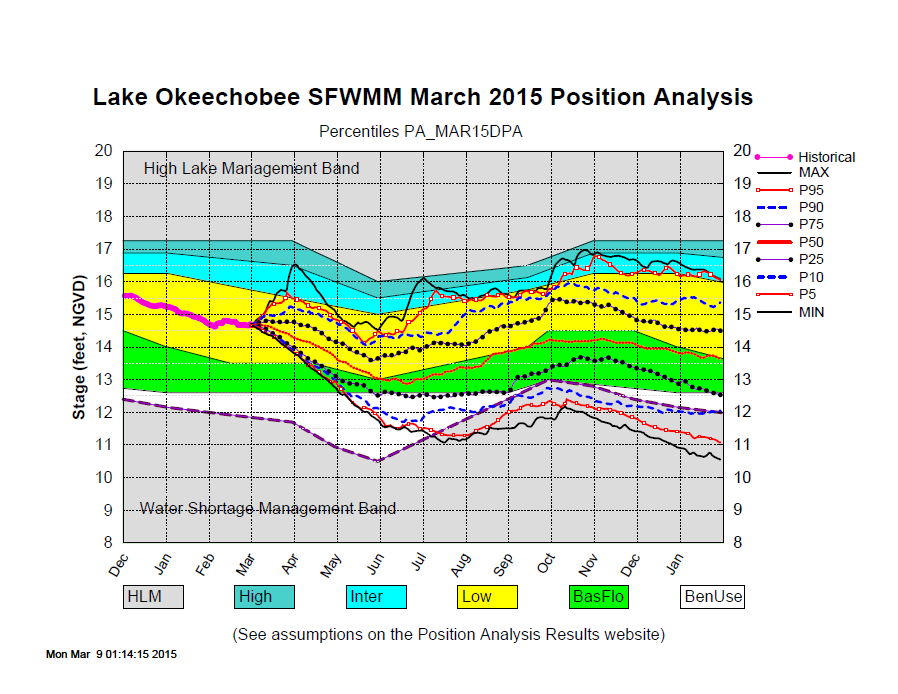 Lake Okeechobee SFWMM March 2015 Position Analysis
Percentiles PA_MAR15DPA
High Lake Management Band
Water Shortage Management Band
Stage (feet, NGVD)
20
19
18
17
16
15
14
13
12
11
10
9
8
20
19
18
17
16
15
14
13
12
11
10
9
8
Dec Jan Feb Mar Apr May Jun Jul Aug Sep Oct Nov Dec Jan
Historical
MAX
P95
P90
P75
P50
P25
P10
P5
MIN
HLM High Inter Low BasFlo BenUse
(See assumptions on the Position Analysis Results website)
Mon Mar 9 01:14:15 2015